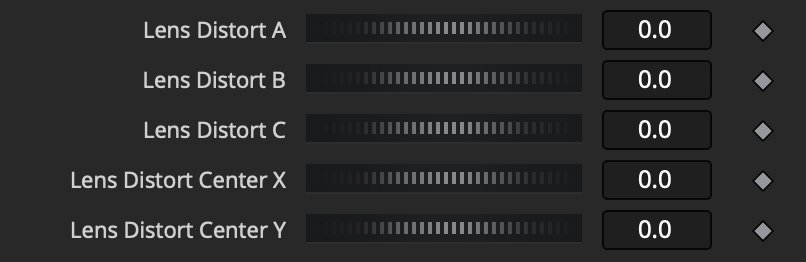 Lens Distort A 0.0
Lens Distort B 0.0
Lens Distort C 0.0
Lens Distort Center X 0.0
Lens Distort Center Y 0.0